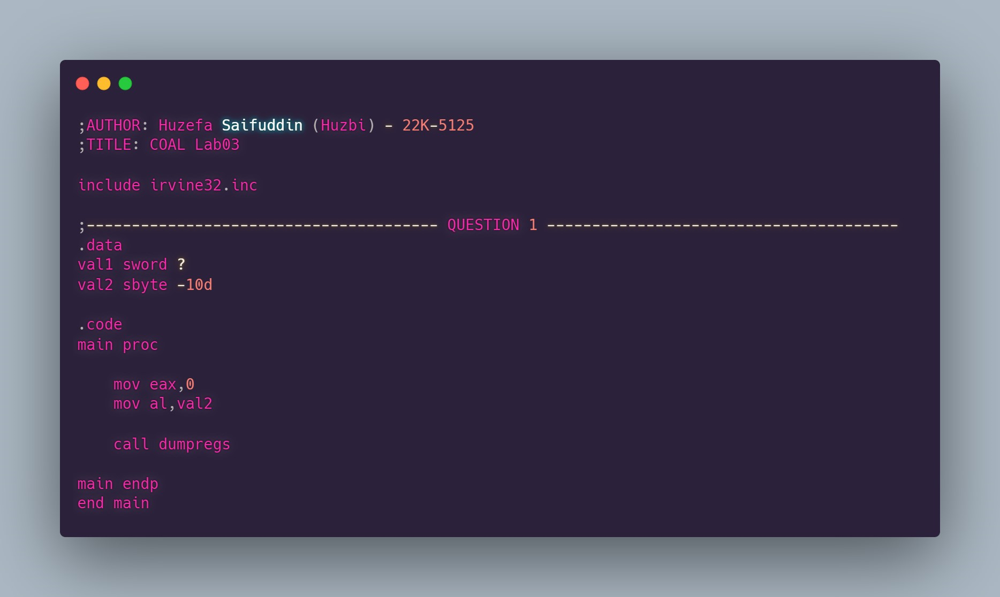 ;AUTHOR: Huzefa Saifuddin (Huzbi) - 22K-5125
;TITLE: COAL Lab03
include irvine32.inc
;--------------------------------------- QUESTION 1 ---------------------------------------
.data
val1 sword ?
val2 sbyte -10d
.code
main proc
mov eax,0
mov al,val2
call dumpregs
main endp
end main